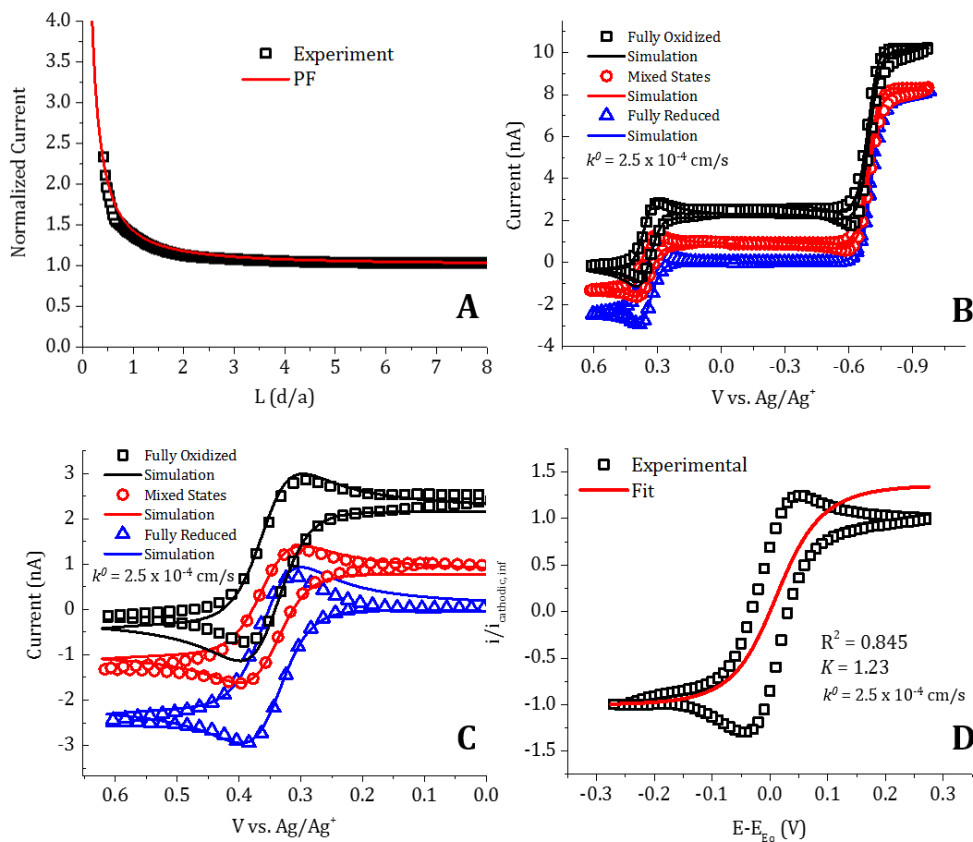 4.0
3.5
3.0
2.5
2.0
1.5
1.0
0.5
0.0
Normalized Current
Experiment
PF
A
0 1 2 3 4 5 6 7 8
L (d/a)
10
8
6
4
2
0
-2
-4
Current (nA)
Fully Oxidized
Simulation
Mixed States
Simulation
Fully Reduced
Simulation
k⁰ = 2.5 x 10⁻⁴ cm/s
B
0.6 0.3 0.0 -0.3 -0.6 -0.9
V vs. Ag/Ag⁺
3
2
1
0
-1
-2
-3
Current (nA)
Fully Oxidized
Simulation
Mixed States
Simulation
Fully Reduced
Simulation
k⁰ = 2.5 x 10⁻⁴ cm/s
C
0.6 0.5 0.4 0.3 0.2 0.1 0.0
V vs. Ag/Ag⁺
1.5
1.0
0.5
0.0
-0.5
-1.0
-1.5
i/i cathodic,inf
Experimental
Fit
R² = 0.845
K = 1.23
k⁰ = 2.5 x 10⁻⁴ cm/s
D
-0.3 -0.2 -0.1 0.0 0.1 0.2 0.3
E-E Eq (V)